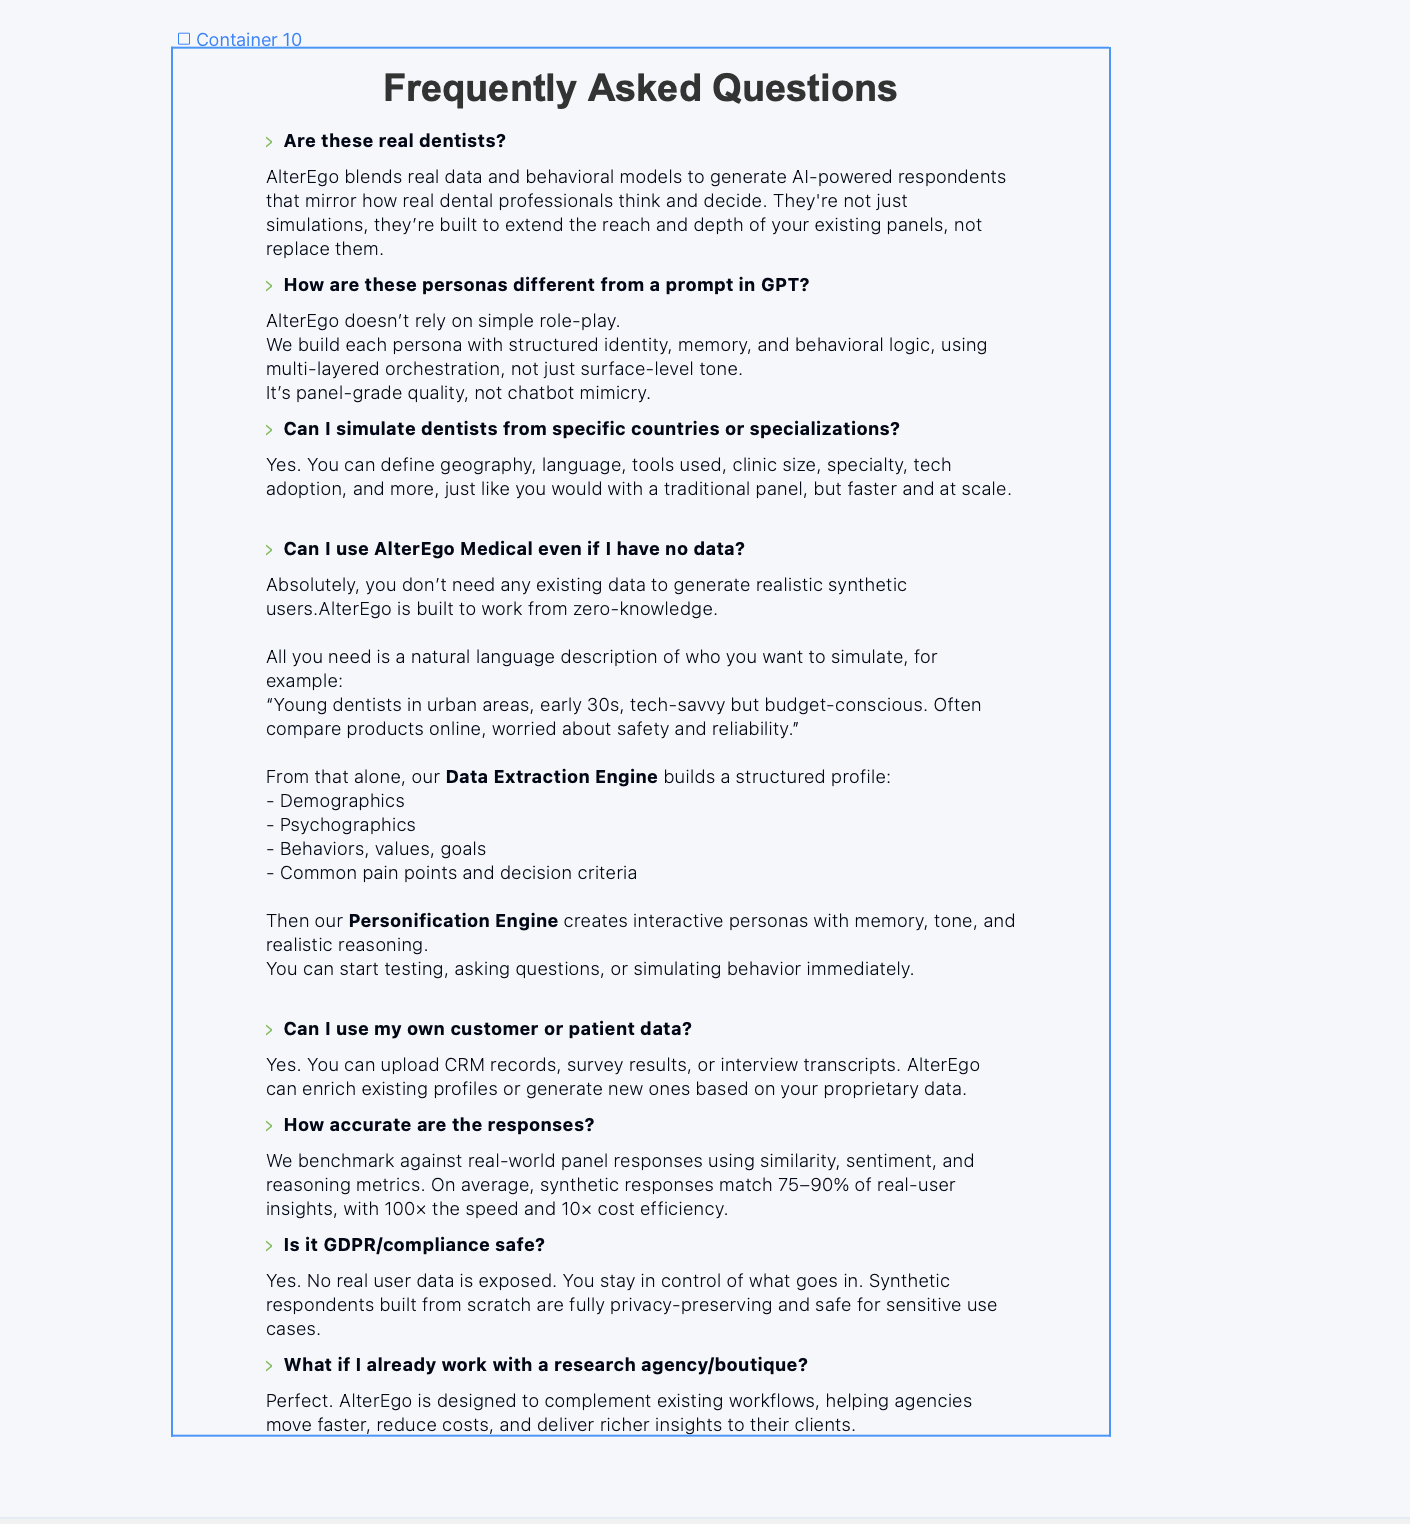 Container 10
Frequently Asked Questions
> Are these real dentists?
AlterEgo blends real data and behavioral models to generate AI-powered respondents
that mirror how real dental professionals think and decide. They're not just
simulations, they’re built to extend the reach and depth of your existing panels, not
replace them.
> How are these personas different from a prompt in GPT?
AlterEgo doesn’t rely on simple role-play.
We build each persona with structured identity, memory, and behavioral logic, using
multi-layered orchestration, not just surface-level tone.
It’s panel-grade quality, not chatbot mimicry.
> Can I simulate dentists from specific countries or specializations?
Yes. You can define geography, language, tools used, clinic size, specialty, tech
adoption, and more, just like you would with a traditional panel, but faster and at scale.
> Can I use AlterEgo Medical even if I have no data?
Absolutely, you don’t need any existing data to generate realistic synthetic
users.AlterEgo is built to work from zero-knowledge.
All you need is a natural language description of who you want to simulate, for
example:
“Young dentists in urban areas, early 30s, tech-savvy but budget-conscious. Often
compare products online, worried about safety and reliability.”
From that alone, our Data Extraction Engine builds a structured profile:
- Demographics
- Psychographics
- Behaviors, values, goals
- Common pain points and decision criteria
Then our Personification Engine creates interactive personas with memory, tone, and
realistic reasoning.
You can start testing, asking questions, or simulating behavior immediately.
> Can I use my own customer or patient data?
Yes. You can upload CRM records, survey results, or interview transcripts. AlterEgo
can enrich existing profiles or generate new ones based on your proprietary data.
> How accurate are the responses?
We benchmark against real-world panel responses using similarity, sentiment, and
reasoning metrics. On average, synthetic responses match 75–90% of real-user
insights, with 100× the speed and 10× cost efficiency.
> Is it GDPR/compliance safe?
Yes. No real user data is exposed. You stay in control of what goes in. Synthetic
respondents built from scratch are fully privacy-preserving and safe for sensitive use
cases.
> What if I already work with a research agency/boutique?
Perfect. AlterEgo is designed to complement existing workflows, helping agencies
move faster, reduce costs, and deliver richer insights to their clients.